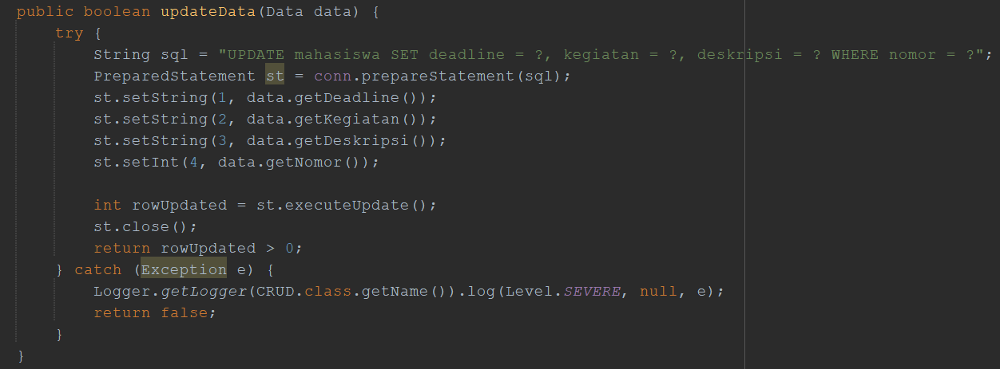 public boolean updateData(Data data) {
try {
String sql = "UPDATE mahasiswa SET deadline = ?, kegiatan = ?, deskripsi = ? WHERE nomor = ?";
PreparedStatement st = conn.prepareStatement(sql);
st.setString(1, data.getDeadline());
st.setString(2, data.getKegiatan());
st.setString(3, data.getDeskripsi());
st.setInt(4, data.getNomor());
int rowUpdated = st.executeUpdate();
st.close();
return rowUpdated > 0;
} catch (Exception e) {
Logger.getLogger(CRUD.class.getName()).log(Level.SEVERE, null, e);
return false;
}
}